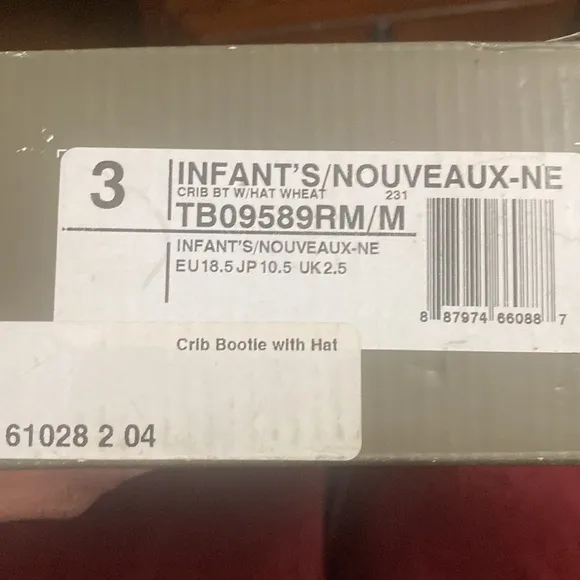 3
INFANT'S/NOUVEAUX-NE
CRIB BT W/HAT WHEAT 231
TB09589RM/M
INFANT'S/NOUVEAUX-NE
EU18.5 JP10.5 UK2.5
8 87974 66088 7
Crib Bootie with Hat
61028 2 04